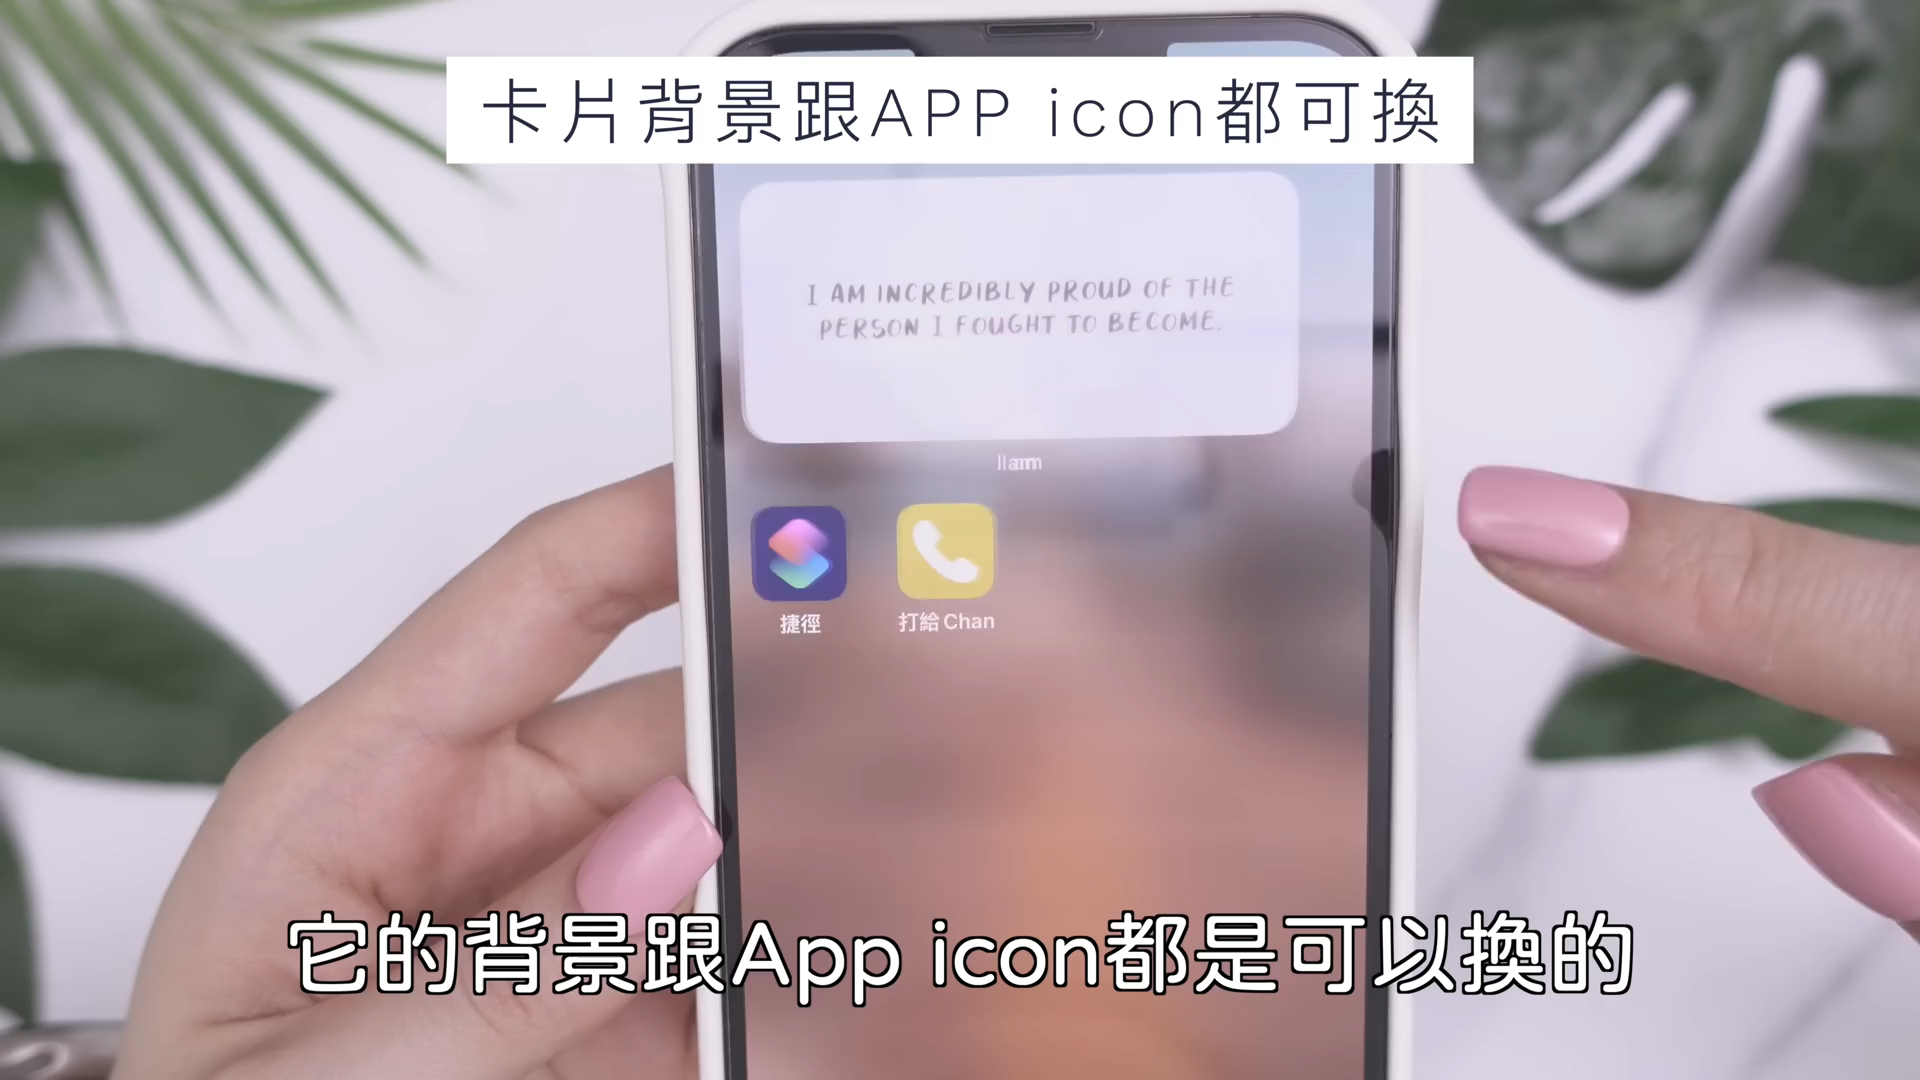 卡片背景跟APP icon都可換
I AM INCREDIBLY PROUD OF THE
PERSON I FOUGHT TO BECOME.
I am
捷徑
打給 Chan
它的背景跟App icon都是可以換的